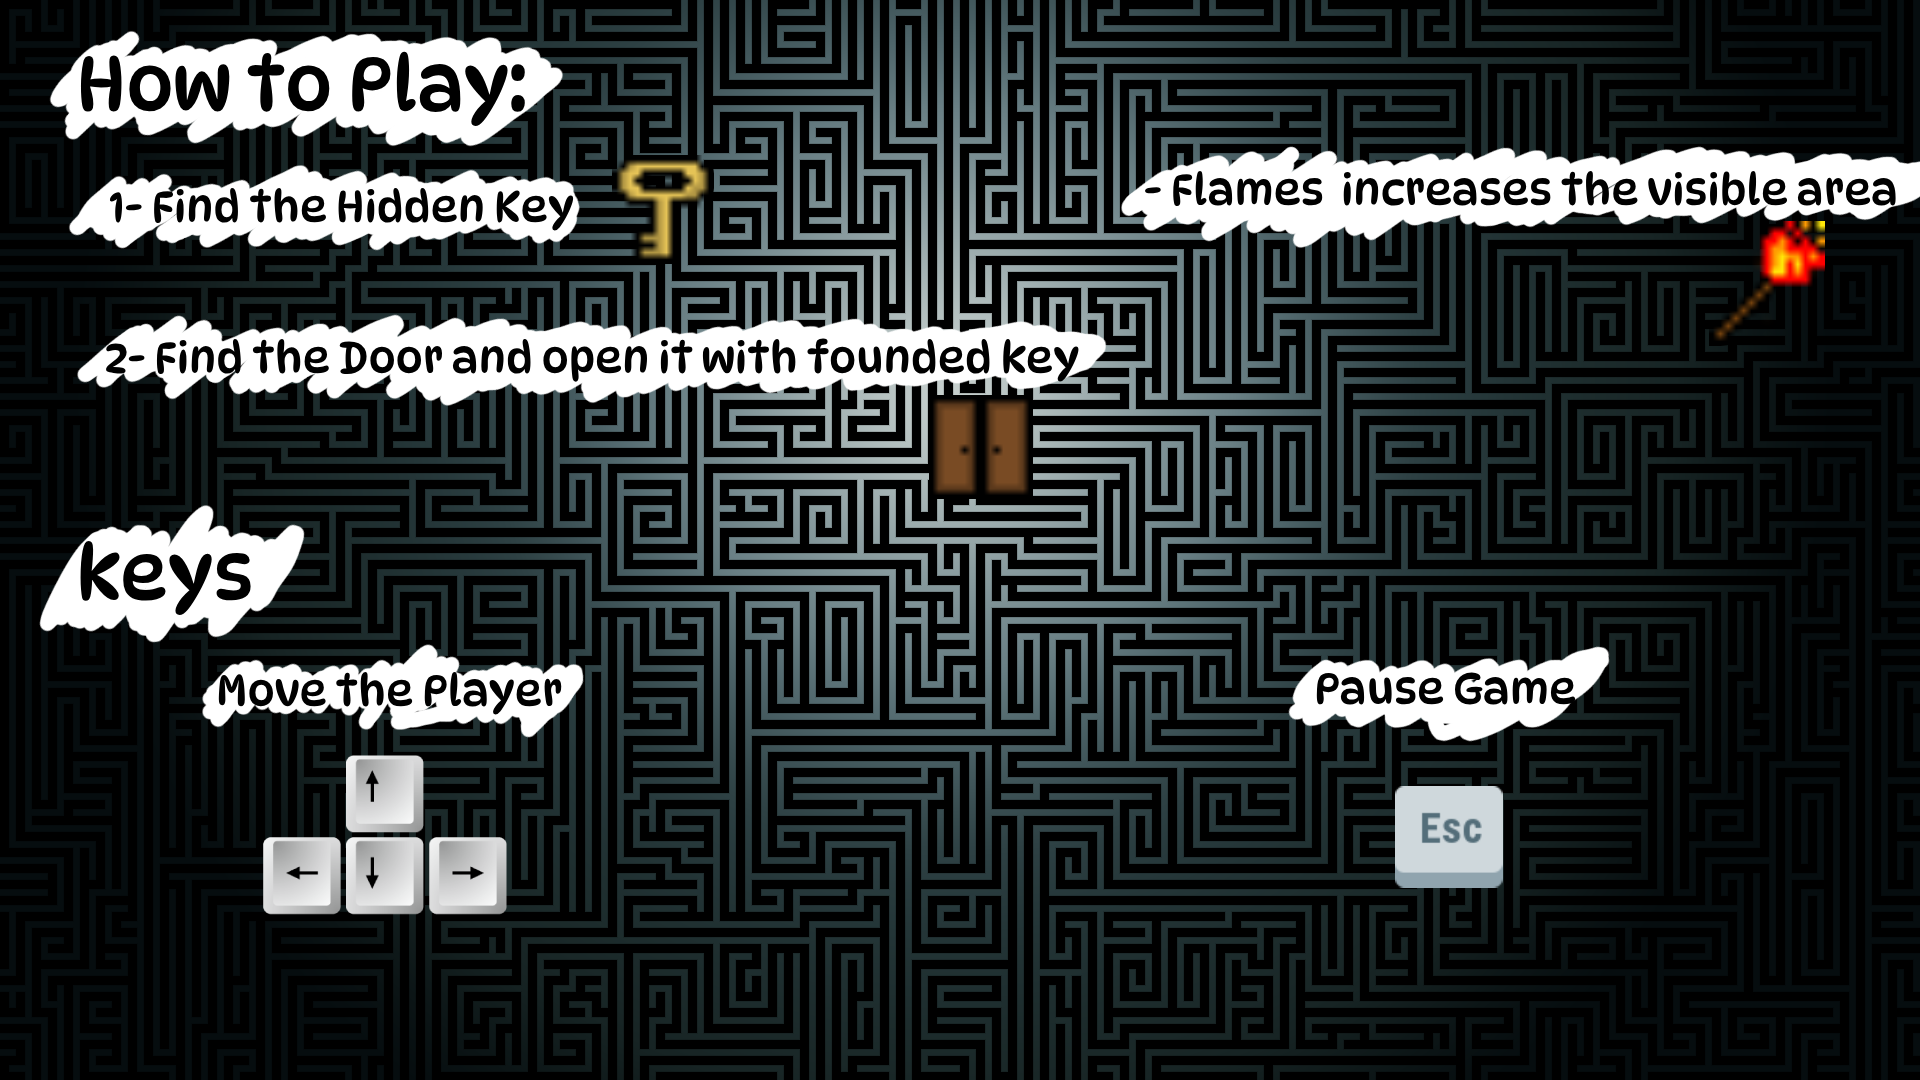 How to Play:
1- Find the Hidden Key
- Flames increases the visible area
2- Find the Door and open it with founded key
keys
Move the Player
Pause Game
↑
← ↓ →
Esc